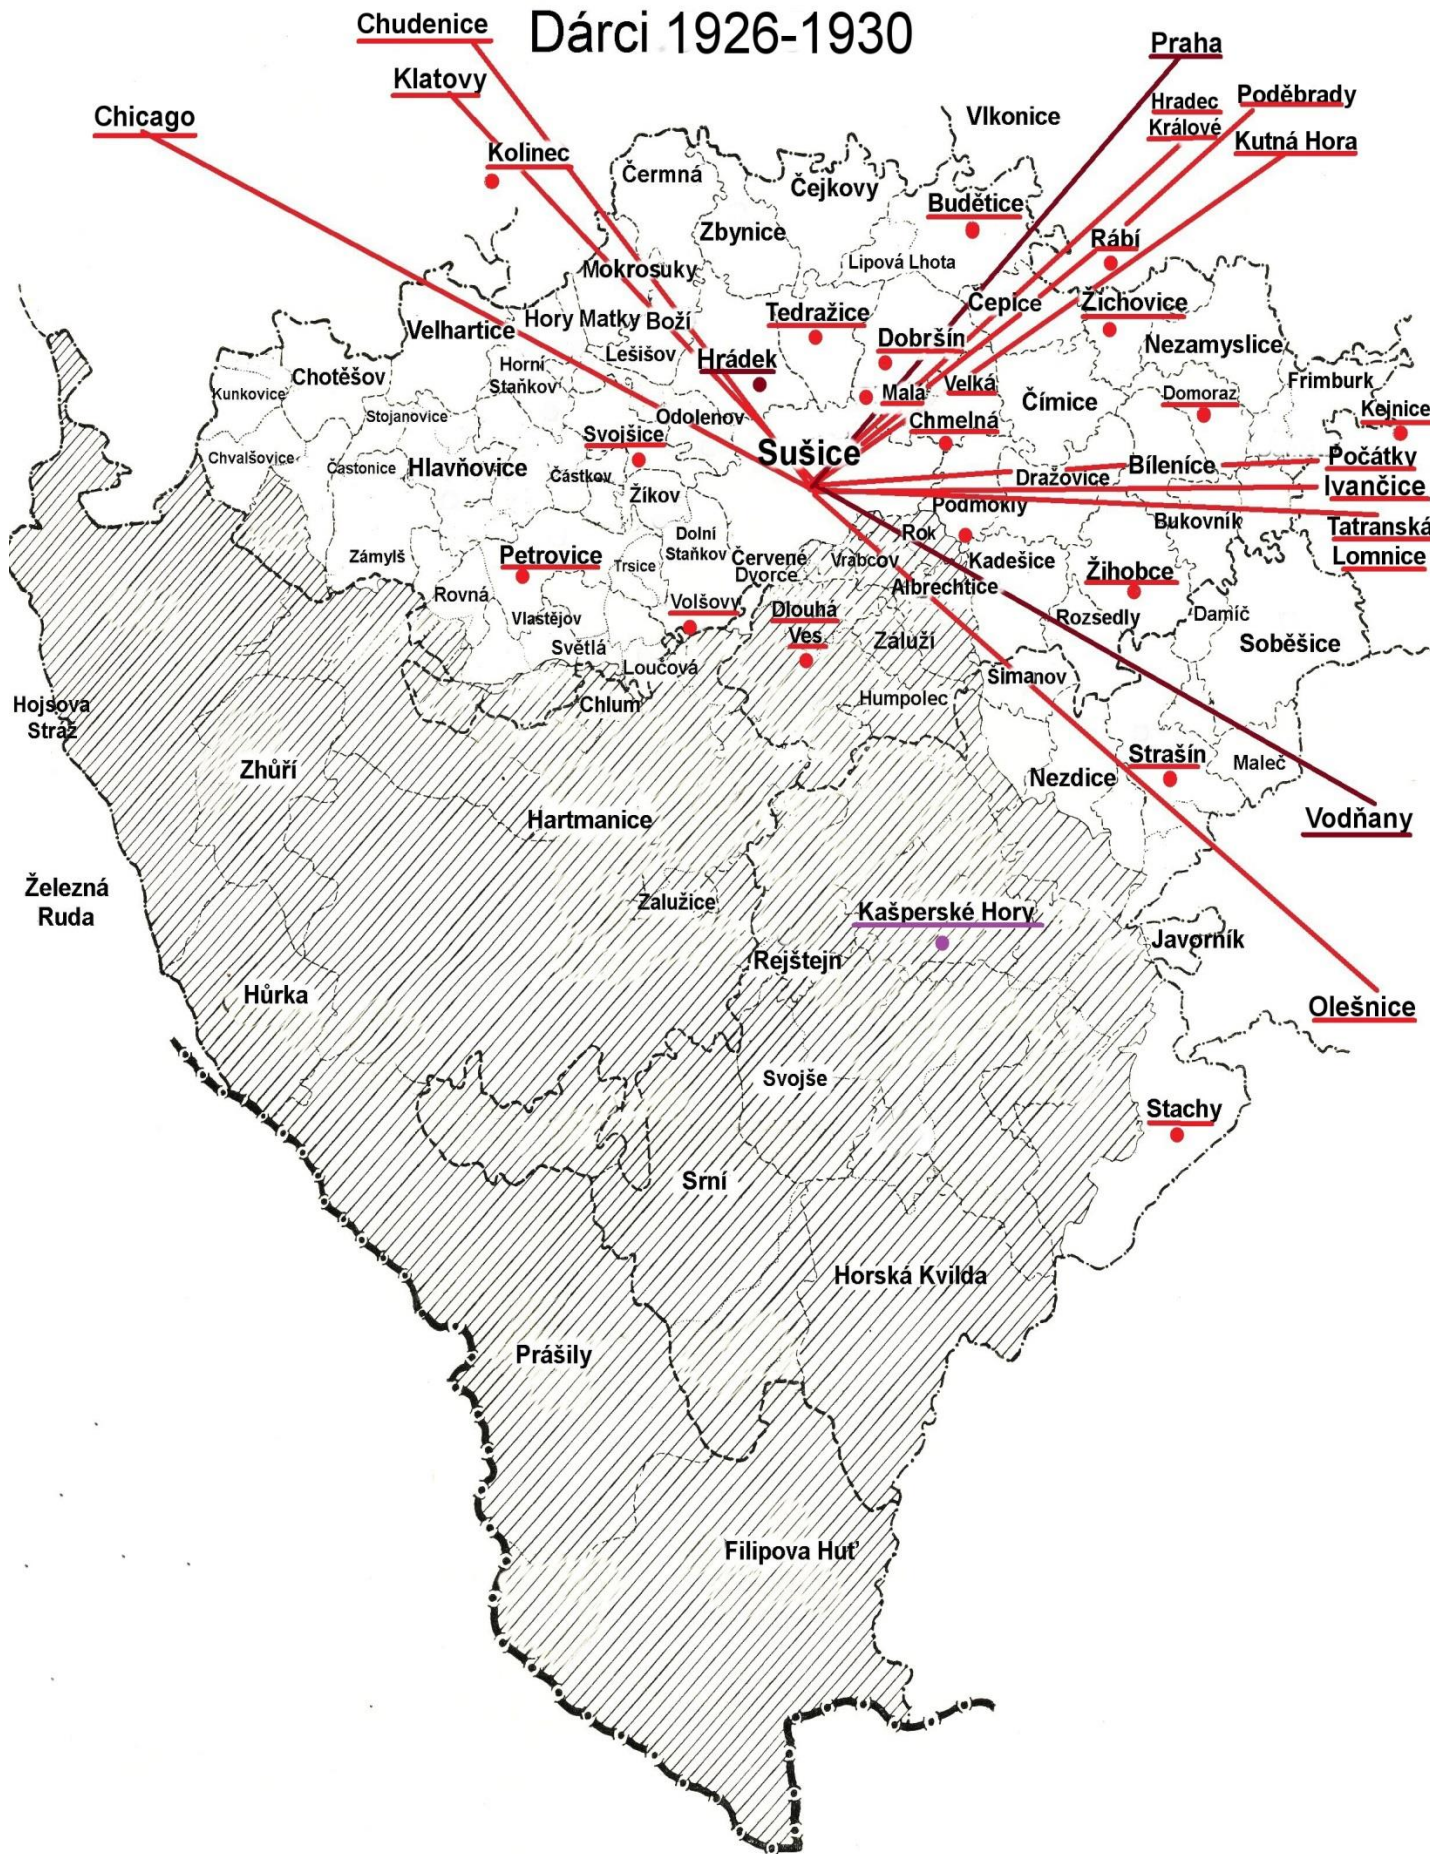 Dárci 1926-1930
Chudenice
Praha
Klatovy
Hradec
Králové
Poděbrady
Chicago
Vlkonice
Kutná Hora
Kolinec
Čermná
Čejkovy
Budětice
Zbynice
Rábí
Lipová Lhota
Mokrosuky
Čepice
Žichovice
Velhartice
Hory Matky Boží
Tedražice
Dobršín
Nezamyslice
Lešišov
Hrádek
Horní
Staňkov
Chotěšov
Frimburk
Kunkovice
Mala
Velká
Čímice
Domoraz
Kejnice
Stojanovice
Odolenov
Chmelná
Svojšice
Sušice
Chvalšovice
Častonice
Hlavňovice
Částkov
Dražovice
Bíleníce
Počátky
Žíkov
Ivančice
Podmokly
Bukovník
Tatranská
Lomnice
Dolní
Staňkov
Rok
Zámylš
Petrovice
Trsice
Červené
Dvorce
Vrabcov
Kadešice
Žihobce
Albrechtice
Rovná
Volšovy
Vlastějov
Dlouhá
Ves
Rozsedly
Damíč
Záluží
Soběšice
Světlá
Loučová
Šimanov
Hojsova
Stráž
Chlum
Humpolec
Zhůří
Strašín
Maleč
Nezdice
Hartmanice
Vodňany
Železná
Ruda
Zalužice
Kašperské Hory
Javorník
Rejštejn
Hůrka
Olešnice
Svojše
Stachy
Srní
Horská Kvilda
Prášily
Filipova Huť